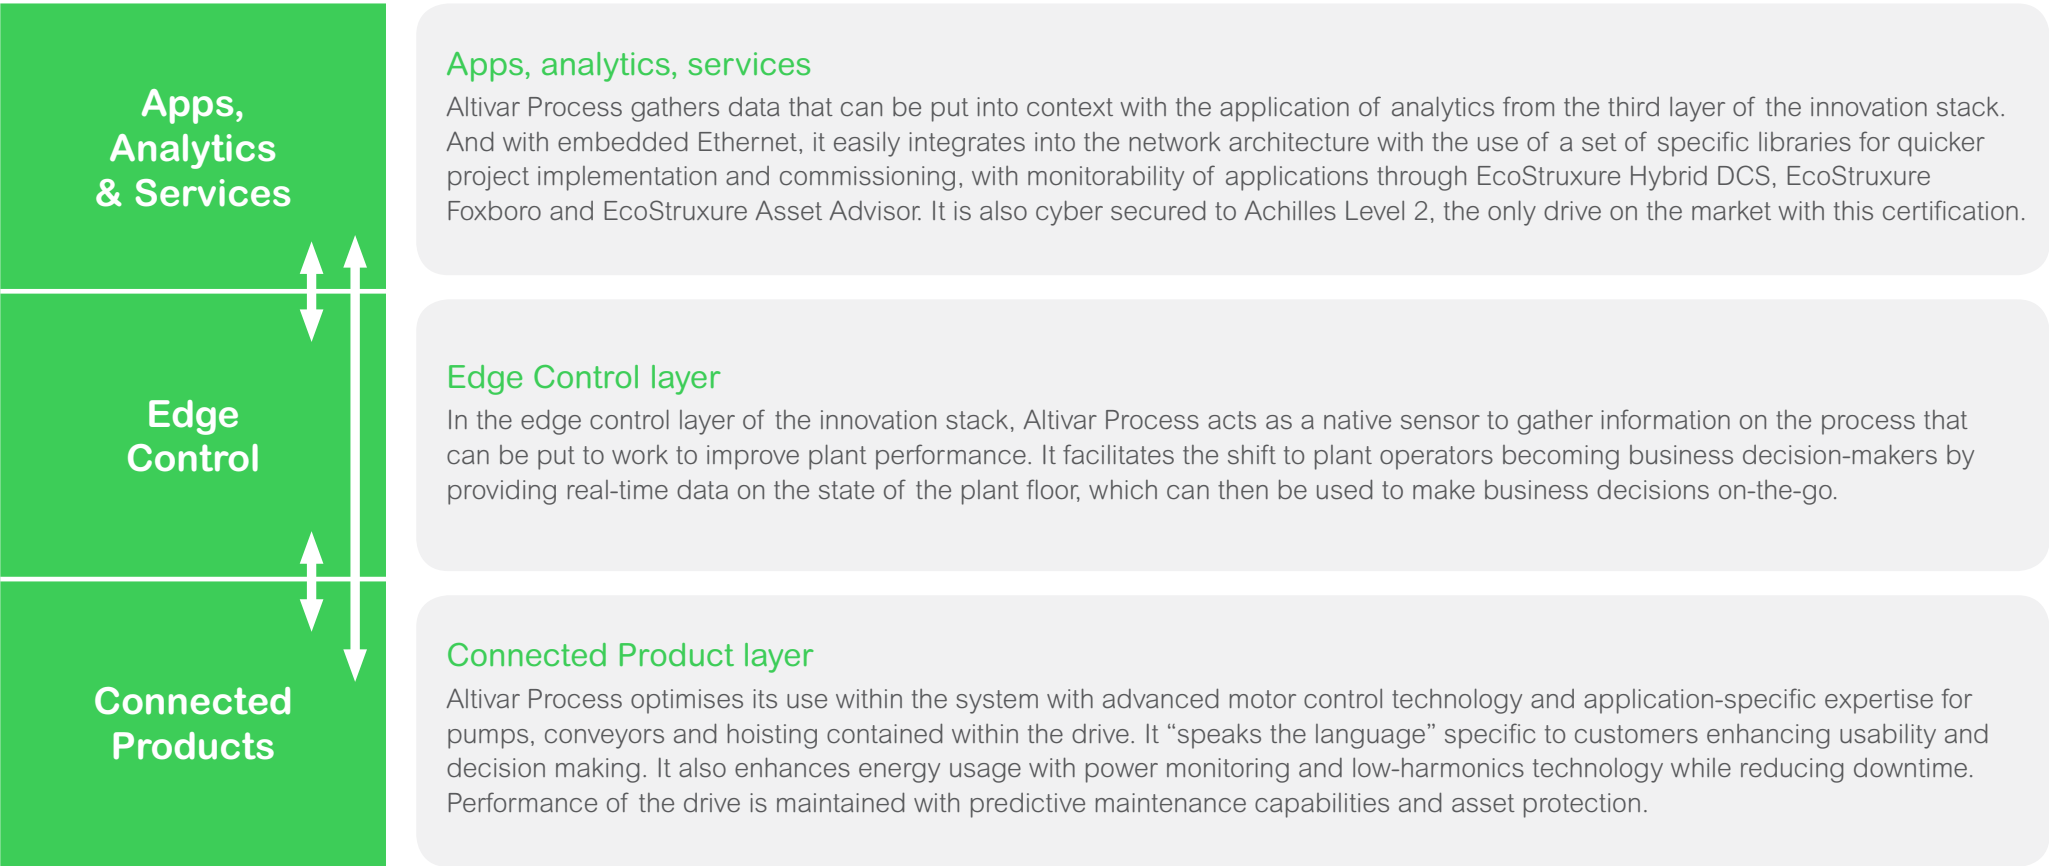 Apps,
Analytics
& Services
Apps, analytics, services
Altivar Process gathers data that can be put into context with the application of analytics from the third layer of the innovation stack.
And with embedded Ethernet, it easily integrates into the network architecture with the use of a set of specific libraries for quicker
project implementation and commissioning, with monitorability of applications through EcoStruxure Hybrid DCS, EcoStruxure
Foxboro and EcoStruxure Asset Advisor. It is also cyber secured to Achilles Level 2, the only drive on the market with this certification.
Edge
Control
Edge Control layer
In the edge control layer of the innovation stack, Altivar Process acts as a native sensor to gather information on the process that
can be put to work to improve plant performance. It facilitates the shift to plant operators becoming business decision-makers by
providing real-time data on the state of the plant floor, which can then be used to make business decisions on-the-go.
Connected
Products
Connected Product layer
Altivar Process optimises its use within the system with advanced motor control technology and application-specific expertise for
pumps, conveyors and hoisting contained within the drive. It “speaks the language” specific to customers enhancing usability and
decision making. It also enhances energy usage with power monitoring and low-harmonics technology while reducing downtime.
Performance of the drive is maintained with predictive maintenance capabilities and asset protection.